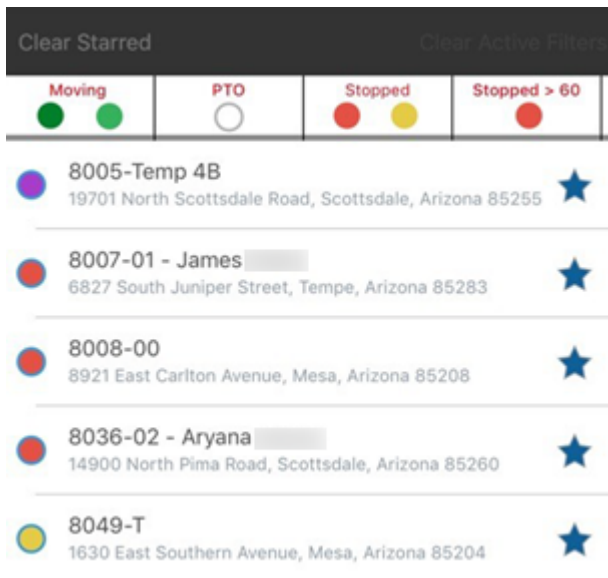 Clear Starred Clear Active Filters
Moving PTO Stopped Stopped > 60
8005-Temp 4B
19701 North Scottsdale Road, Scottsdale, Arizona 85255
8007-01 - James
6827 South Juniper Street, Tempe, Arizona 85283
8008-00
8921 East Carlton Avenue, Mesa, Arizona 85208
8036-02 - Aryana
14900 North Pima Road, Scottsdale, Arizona 85260
8049-T
1630 East Southern Avenue, Mesa, Arizona 85204